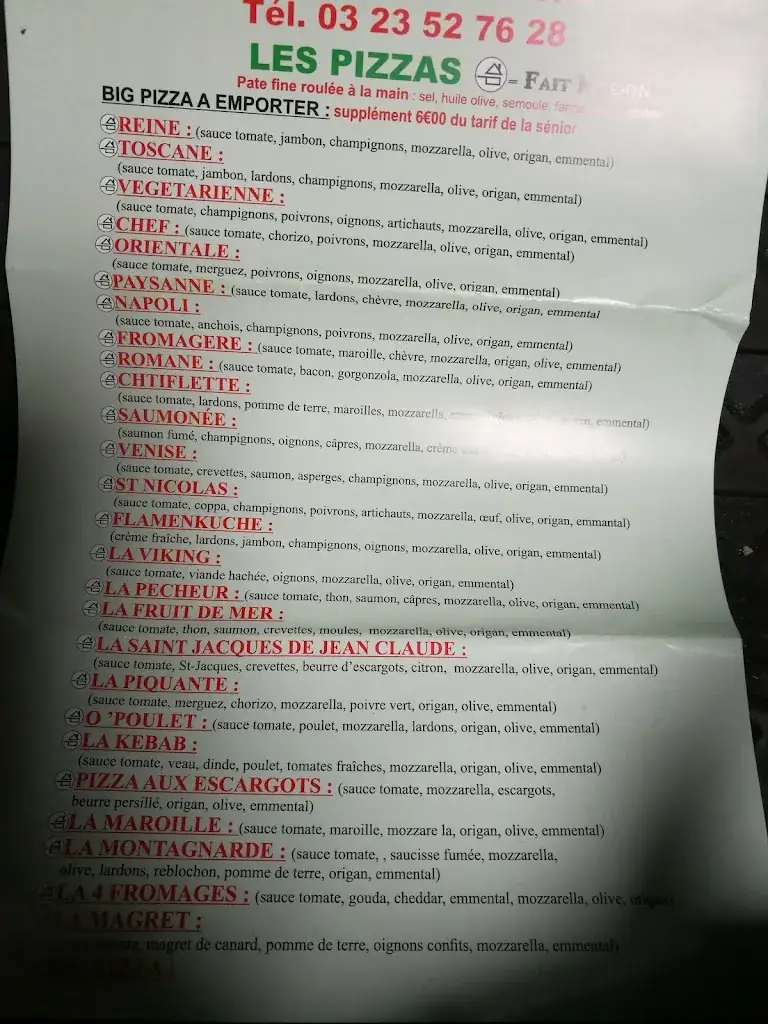 Tél. 03 23 52 76 28
LES PIZZAS = FAIT
Pate fine roulée à la main : sel, huile olive, semoule,
BIG PIZZA A EMPORTER : supplément 6€00 du tarif de la sénior
REINE : (sauce tomate, jambon, champignons, mozzarella, olive, origan, emmental)
TOSCANE :
(sauce tomate, jambon, lardons, champignons, mozzarella, olive, origan, emmental)
VEGETARIENNE :
(sauce tomate, champignons, poivrons, oignons, artichauts, mozzarella, olive, origan, emmental)
CHEF : (sauce tomate, chorizo, poivrons, mozzarella, olive, origan, emmental)
ORIENTALE :
(sauce tomate, merguez, poivrons, oignons, mozzarella, olive, origan, emmental)
PAYSANNE : (sauce tomate, lardons, chèvre, mozzarella, olive, origan, emmental
NAPOLI :
(sauce tomate, anchois, champignons, poivrons, mozzarella, olive, origan, emmental)
FROMAGERE : (sauce tomate, maroille, chèvre, mozzarella, origan, olive, emmental)
ROMANE : (sauce tomate, bacon, gorgonzola, mozzarella, olive, origan, emmental)
CHTIFLETTE :
(sauce tomate, lardons, pomme de terre, maroilles, mozzarella, emmental)
SAUMONÉE :
(saumon fumé, champignons, oignons, câpres, mozzarella, crème
VENISE :
(sauce tomate, crevettes, saumon, asperges, champignons, mozzarella, olive, origan, emmental)
ST NICOLAS :
(sauce tomate, coppa, champignons, poivrons, artichauts, mozzarella, œuf, olive, origan, emmantal)
FLAMENKUCHE :
(crème fraîche, lardons, jambon, champignons, oignons, mozzarella, olive, origan, emmental)
LA VIKING :
(sauce tomate, viande hachée, oignons, mozzarella, olive, origan, emmental)
LA PECHEUR : (sauce tomate, thon, saumon, câpres, mozzarella, olive, origan, emmental)
LA FRUIT DE MER :
(sauce tomate, thon, saumon, crevettes, moules, mozzarella, olive, origan, emmental)
LA SAINT JACQUES DE JEAN CLAUDE :
(sauce tomate, St-Jacques, crevettes, beurre d'escargots, citron, mozzarella, olive, origan, emmental)
LA PIQUANTE :
(sauce tomate, merguez, chorizo, mozzarella, poivre vert, origan, olive, emmental)
O 'POULET : (sauce tomate, poulet, mozzarella, lardons, origan, olive, emmental)
LA KEBAB :
(sauce tomate, veau, dinde, poulet, tomates fraîches, mozzarella, origan, olive, emmental)
PIZZA AUX ESCARGOTS : (sauce tomate, mozzarella, escargots,
beurre persillé, origan, olive, emmental)
LA MAROILLE : (sauce tomate, maroille, mozzare la, origan, olive, emmental)
LA MONTAGNARDE : (sauce tomate, , saucisse fumée, mozzarella,
olive, lardons, reblochon, pomme de terre, origan, emmental)
LA 4 FROMAGES : (sauce tomate, gouda, cheddar, emmental, mozzarella, olive, origan)
LA MAGRET :
magret de canard, pomme de terre, oignons confits, mozzarella, emmental)